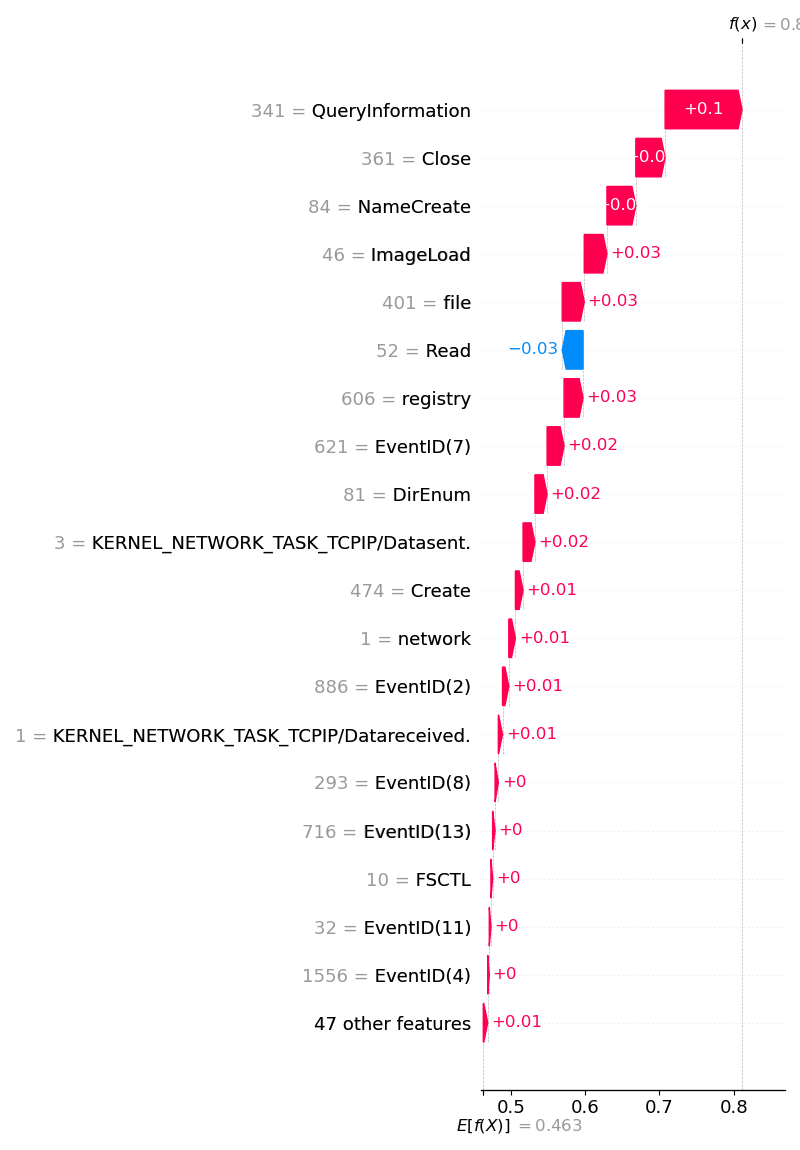 f(x) = 0.8
341 = QueryInformation +0.1
361 = Close 0.0
84 = NameCreate 0.0
46 = ImageLoad +0.03
401 = file +0.03
52 = Read −0.03
606 = registry +0.03
621 = EventID(7) +0.02
81 = DirEnum +0.02
3 = KERNEL_NETWORK_TASK_TCPIP/Datasent. +0.02
474 = Create +0.01
1 = network +0.01
886 = EventID(2) +0.01
1 = KERNEL_NETWORK_TASK_TCPIP/Datareceived. +0.01
293 = EventID(8) +0
716 = EventID(13) +0
10 = FSCTL +0
32 = EventID(11) +0
1556 = EventID(4) +0
47 other features +0.01
0.5 0.6 0.7 0.8
E[f(X)] = 0.463